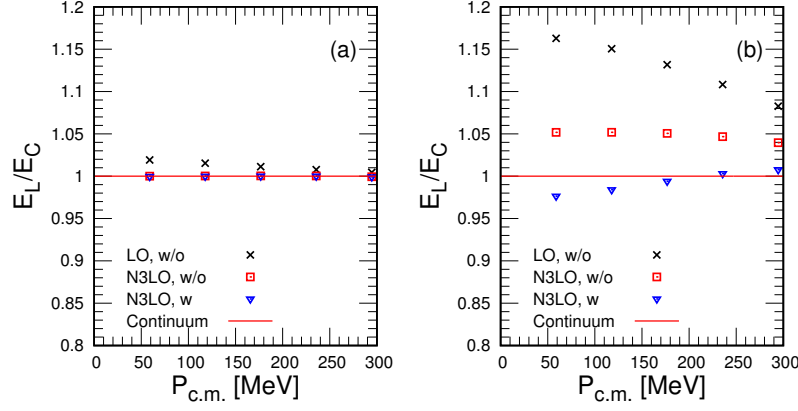 (a)
E_L/E_C
1.2
1.15
1.1
1.05
1
0.95
0.9
0.85
0.8
LO, w/o
N3LO, w/o
N3LO, w
Continuum
0 50 100 150 200 250 300
P_c.m. [MeV]
(b)
E_L/E_C
1.2
1.15
1.1
1.05
1
0.95
0.9
0.85
0.8
LO, w/o
N3LO, w/o
N3LO, w
Continuum
0 50 100 150 200 250 300
P_c.m. [MeV]